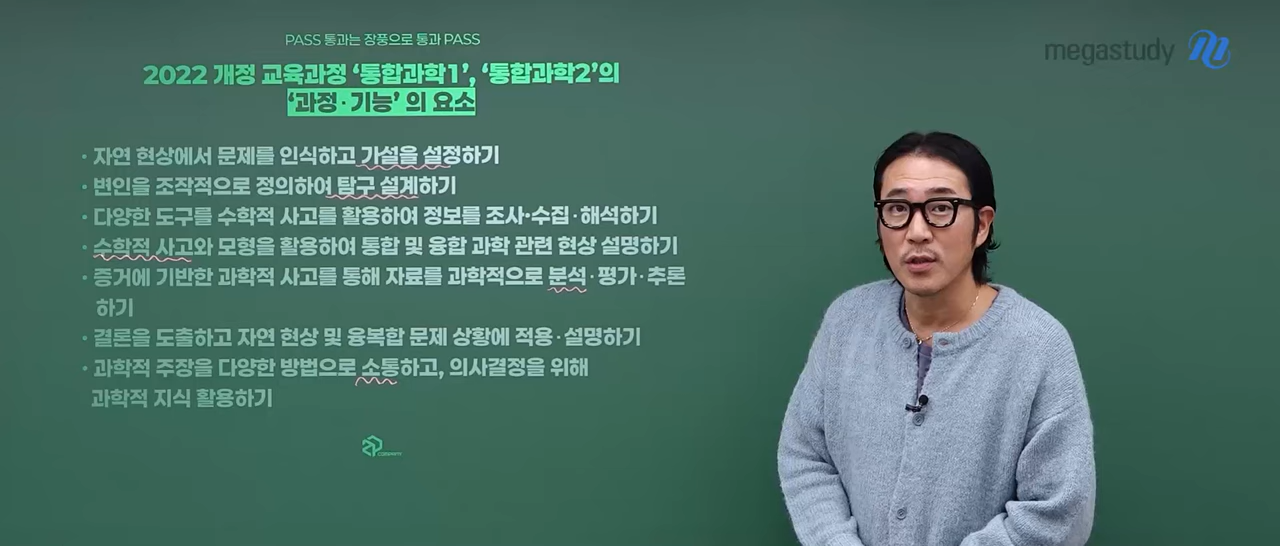 PASS 통과는 장풍으로 통과 PASS
megastudy
2022 개정 교육과정 ‘통합과학1’, ‘통합과학2’의
‘과정·기능’ 의 요소
· 자연 현상에서 문제를 인식하고 가설을 설정하기
· 변인을 조작적으로 정의하여 탐구 설계하기
· 다양한 도구를 수학적 사고를 활용하여 정보를 조사•수집·해석하기
· 수학적 사고와 모형을 활용하여 통합 및 융합 과학 관련 현상 설명하기
· 증거에 기반한 과학적 사고를 통해 자료를 과학적으로 분석·평가·추론
하기
· 결론을 도출하고 자연 현상 및 융복합 문제 상황에 적용·설명하기
· 과학적 주장을 다양한 방법으로 소통하고, 의사결정을 위해
과학적 지식 활용하기